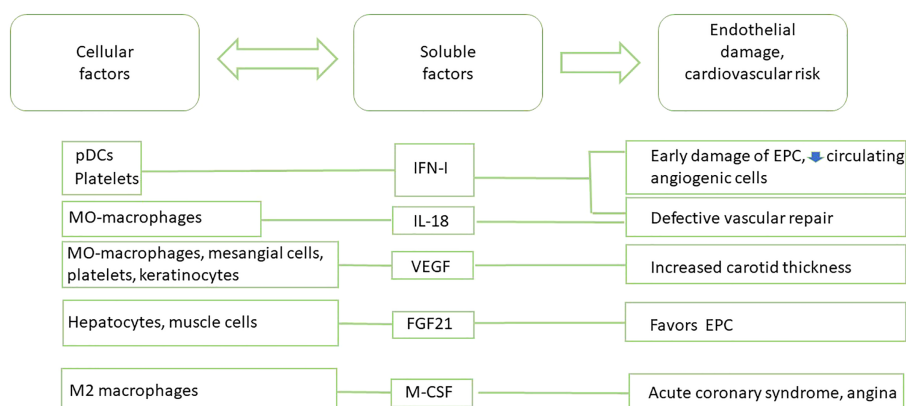 Cellular
factors
Soluble
factors
Endothelial
damage,
cardiovascular risk
pDCs
Platelets
IFN-I
Early damage of EPC, circulating
angiogenic cells
MO-macrophages
IL-18
Defective vascular repair
MO-macrophages, mesangial cells,
platelets, keratinocytes
VEGF
Increased carotid thickness
Hepatocytes, muscle cells
FGF21
Favors EPC
M2 macrophages
M-CSF
Acute coronary syndrome, angina